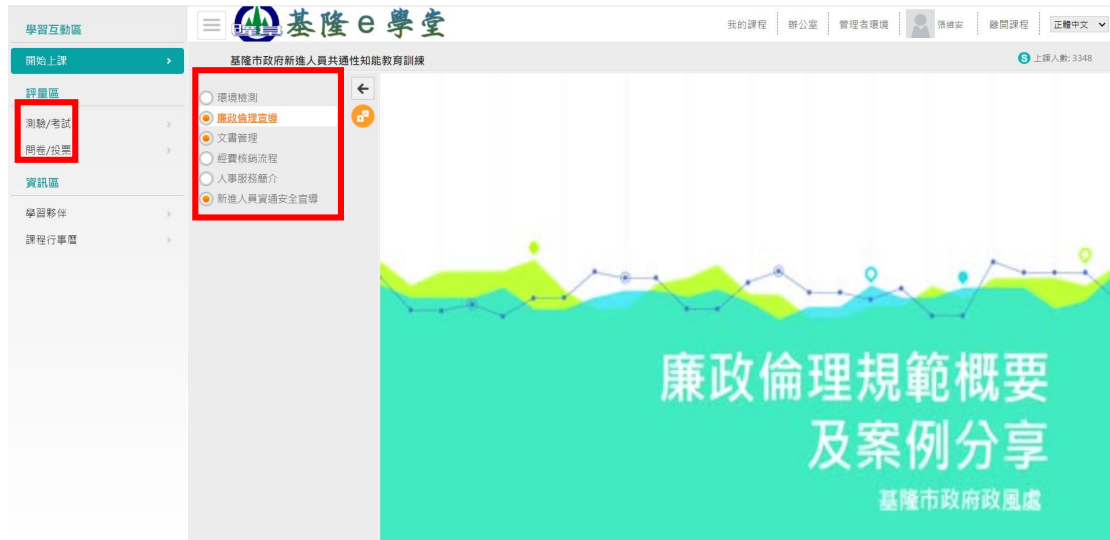 學習互動區
開始上課
評量區
測驗/考試
問卷/投票
資訊區
學習夥伴
課程行事曆
基隆e學堂
我的課程
辦公室
管理者環境
張維安
離開課程
正體中文
基隆市政府新進人員共通性知能教育訓練
S 上課人數: 3348
環境檢測
廉政倫理宣導
文書管理
經費核銷流程
人事服務簡介
新進人員資通安全宣導
廉政倫理規範概要
及案例分享
基隆市政府政風處